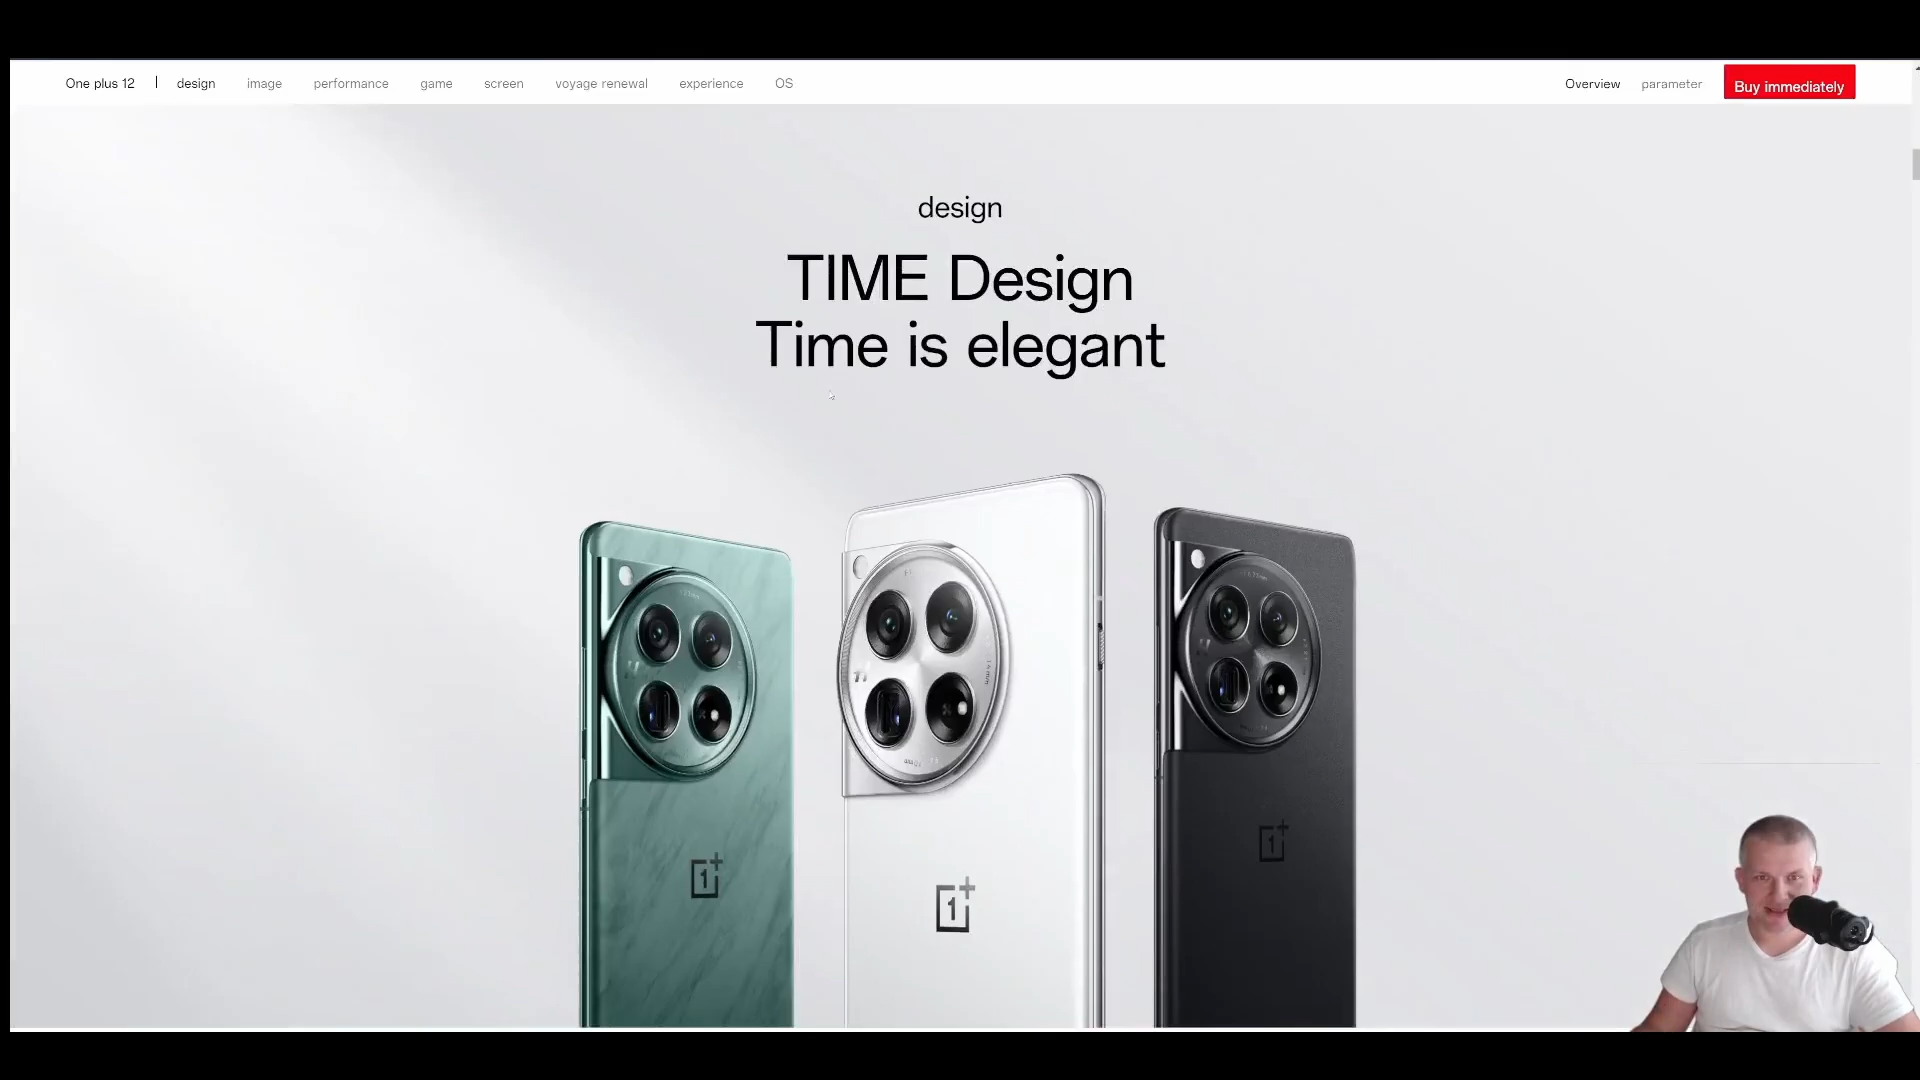 One plus 12 | design image performance game screen voyage renewal experience OS Overview parameter Buy immediately
design
TIME Design
Time is elegant